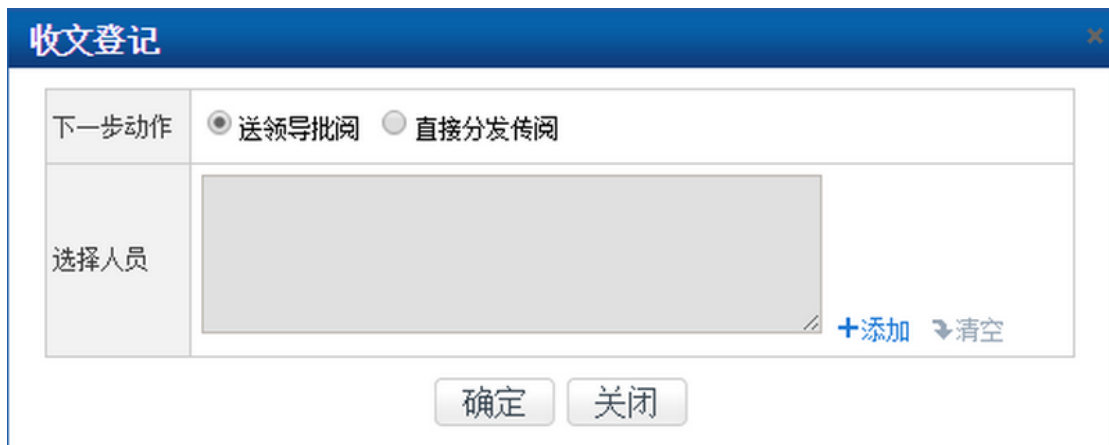 收文登记
下一步动作 送领导批阅 直接分发传阅
选择人员
添加 清空
确定 关闭